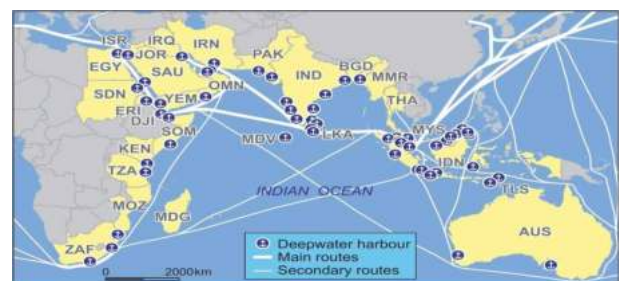 ISR
IRQ
IRN
JOR
EGY
PAK
SAU
IND
BGD
MMR
OMN
SDN
THA
YEM
ERI
DJI
SOM
MDV
LKA
MYS
KEN
IDN
TZA
TLS
INDIAN OCEAN
MOZ
MDG
AUS
ZAF
Deepwater harbour
Main routes
Secondary routes
2000km